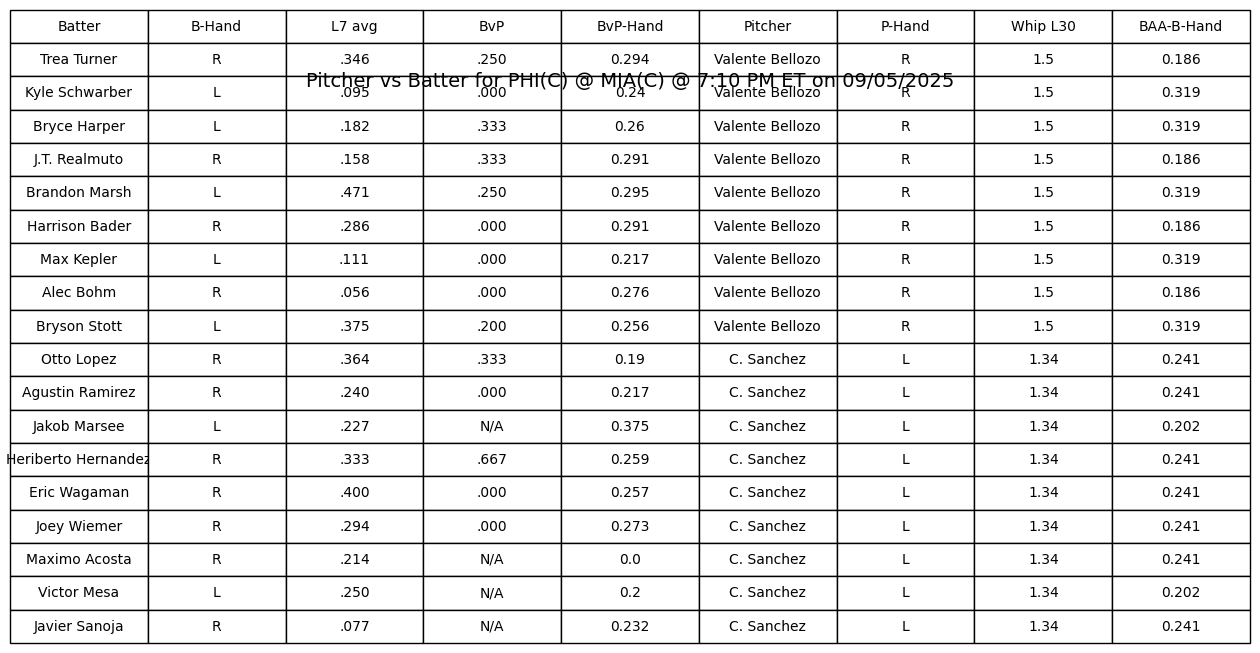 Batter B-Hand L7 avg BvP BvP-Hand Pitcher P-Hand Whip L30 BAA-B-Hand
Trea Turner R .346 .250 0.294 Valente Bellozo R 1.5 0.186
Pitcher vs Batter for PHI(C) @ MIA(C) @ 7:10 PM ET on 09/05/2025
Kyle Schwarber L .095 .000 0.24 Valente Bellozo R 1.5 0.319
Bryce Harper L .182 .333 0.26 Valente Bellozo R 1.5 0.319
J.T. Realmuto R .158 .333 0.291 Valente Bellozo R 1.5 0.186
Brandon Marsh L .471 .250 0.295 Valente Bellozo R 1.5 0.319
Harrison Bader R .286 .000 0.291 Valente Bellozo R 1.5 0.186
Max Kepler L .111 .000 0.217 Valente Bellozo R 1.5 0.319
Alec Bohm R .056 .000 0.276 Valente Bellozo R 1.5 0.186
Bryson Stott L .375 .200 0.256 Valente Bellozo R 1.5 0.319
Otto Lopez R .364 .333 0.19 C. Sanchez L 1.34 0.241
Agustin Ramirez R .240 .000 0.217 C. Sanchez L 1.34 0.241
Jakob Marsee L .227 N/A 0.375 C. Sanchez L 1.34 0.202
Heriberto Hernandez R .333 .667 0.259 C. Sanchez L 1.34 0.241
Eric Wagaman R .400 .000 0.257 C. Sanchez L 1.34 0.241
Joey Wiemer R .294 .000 0.273 C. Sanchez L 1.34 0.241
Maximo Acosta R .214 N/A 0.0 C. Sanchez L 1.34 0.241
Victor Mesa L .250 N/A 0.2 C. Sanchez L 1.34 0.202
Javier Sanoja R .077 N/A 0.232 C. Sanchez L 1.34 0.241